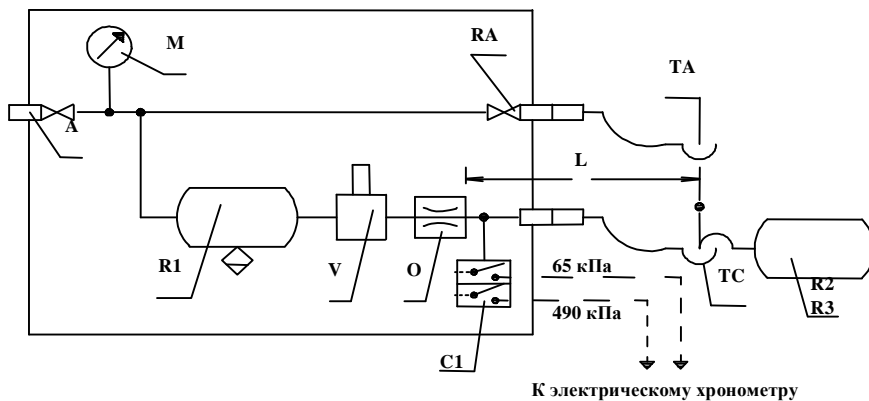 M
RA
TA
A
L
R1
V
O
65 кПа
TC
R2
R3
490 кПа
C1
К электрическому хронометру